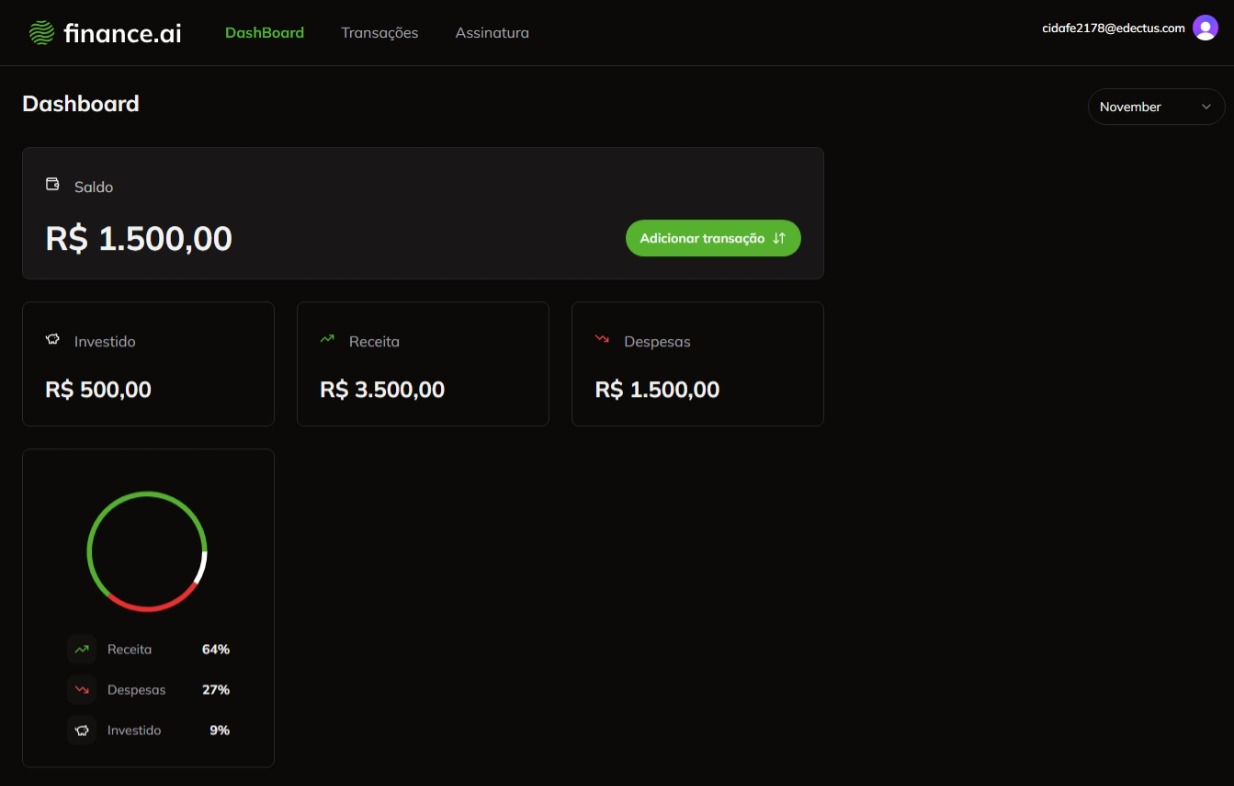 finance.ai DashBoard Transações Assinatura cidafe2178@edectus.com
Dashboard November
Saldo
R$ 1.500,00 Adicionar transação
Investido Receita Despesas
R$ 500,00 R$ 3.500,00 R$ 1.500,00
Receita 64%
Despesas 27%
Investido 9%